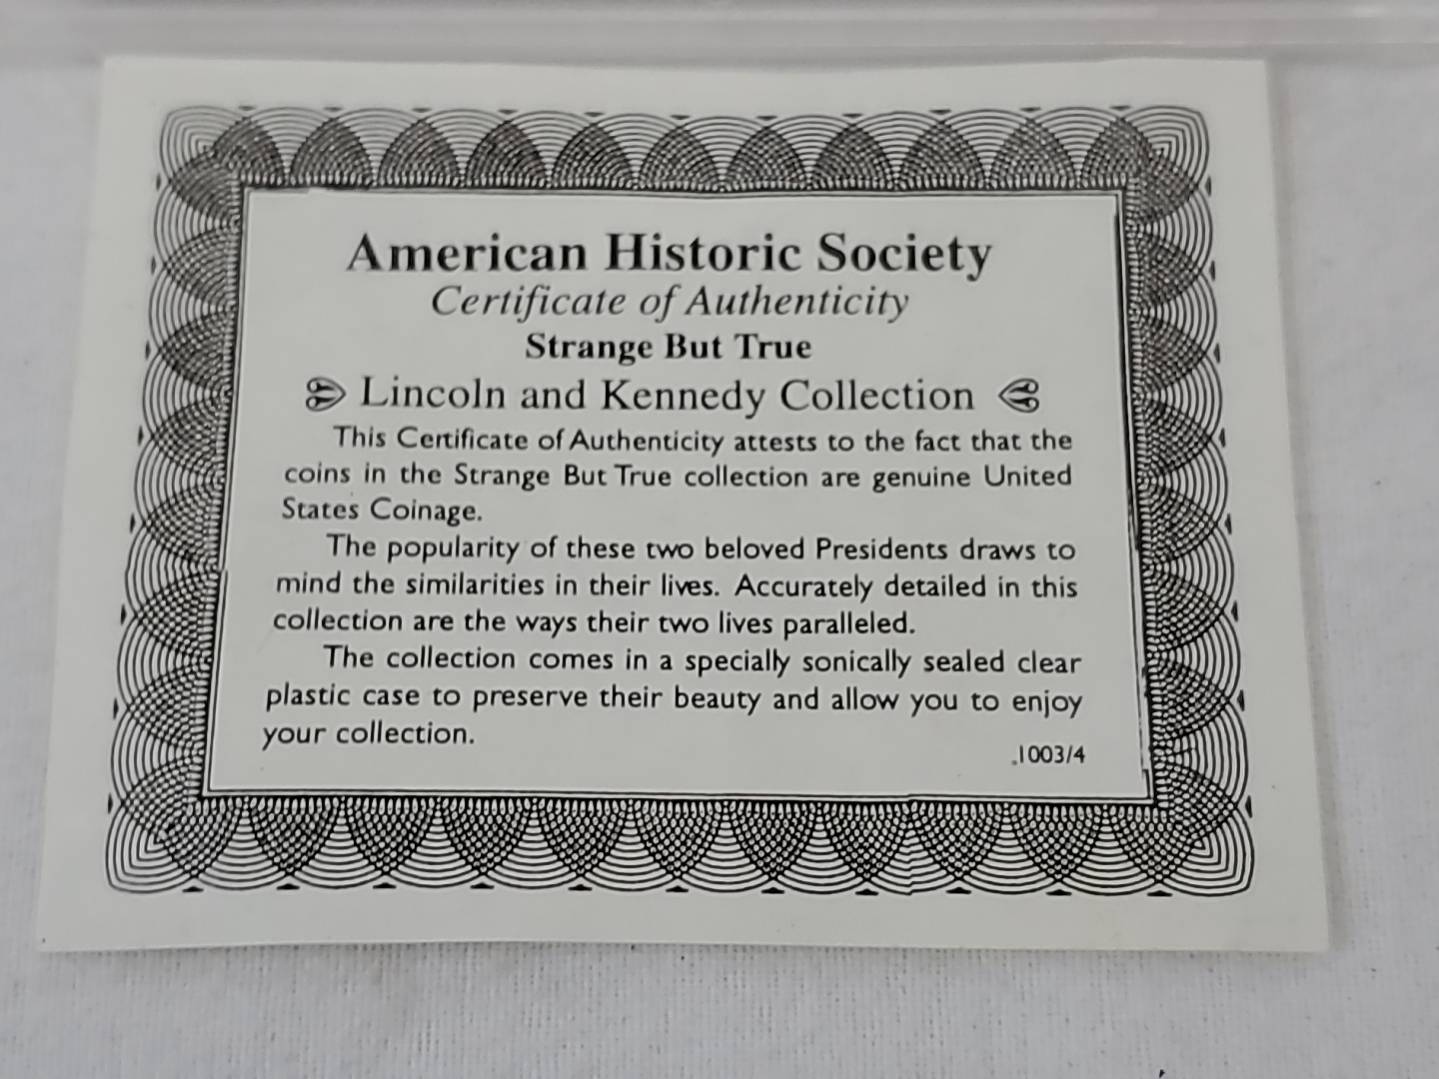 American Historic Society
Certificate of Authenticity
Strange But True
Lincoln and Kennedy Collection
This Certificate of Authenticity attests to the fact that the
coins in the Strange But True collection are genuine United
States Coinage.
The popularity of these two beloved Presidents draws to
mind the similarities in their lives. Accurately detailed in this
collection are the ways their two lives paralleled.
The collection comes in a specially sonically sealed clear
plastic case to preserve their beauty and allow you to enjoy
your collection.
.1003/4